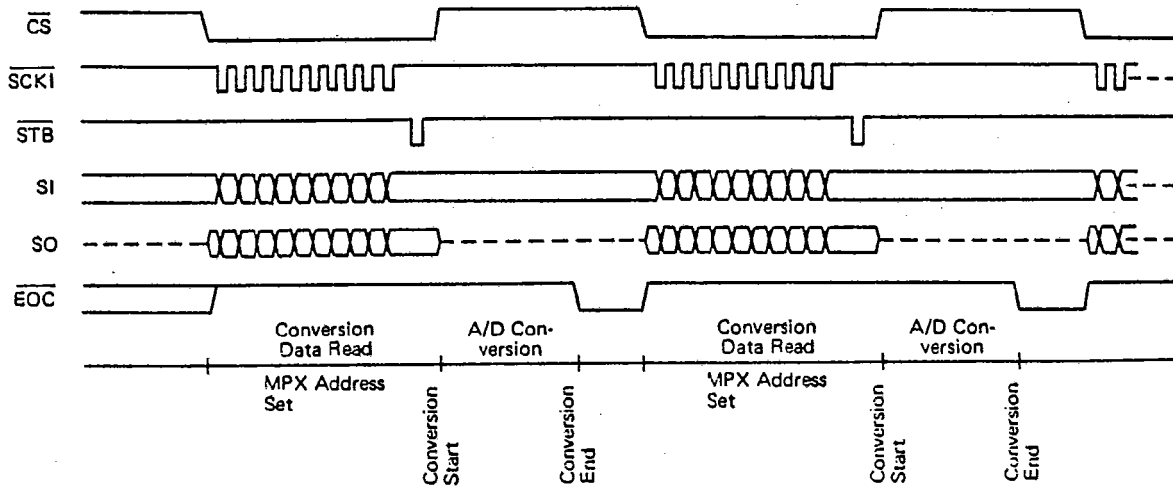 CS
SCKI
STB
SI
SO
EOC
Conversion
Data Read
A/D Con-
version
Conversion
Data Read
A/D Con-
version
MPX Address
Set
Conversion
Start
Conversion
End
MPX Address
Set
Conversion
Start
Conversion
End